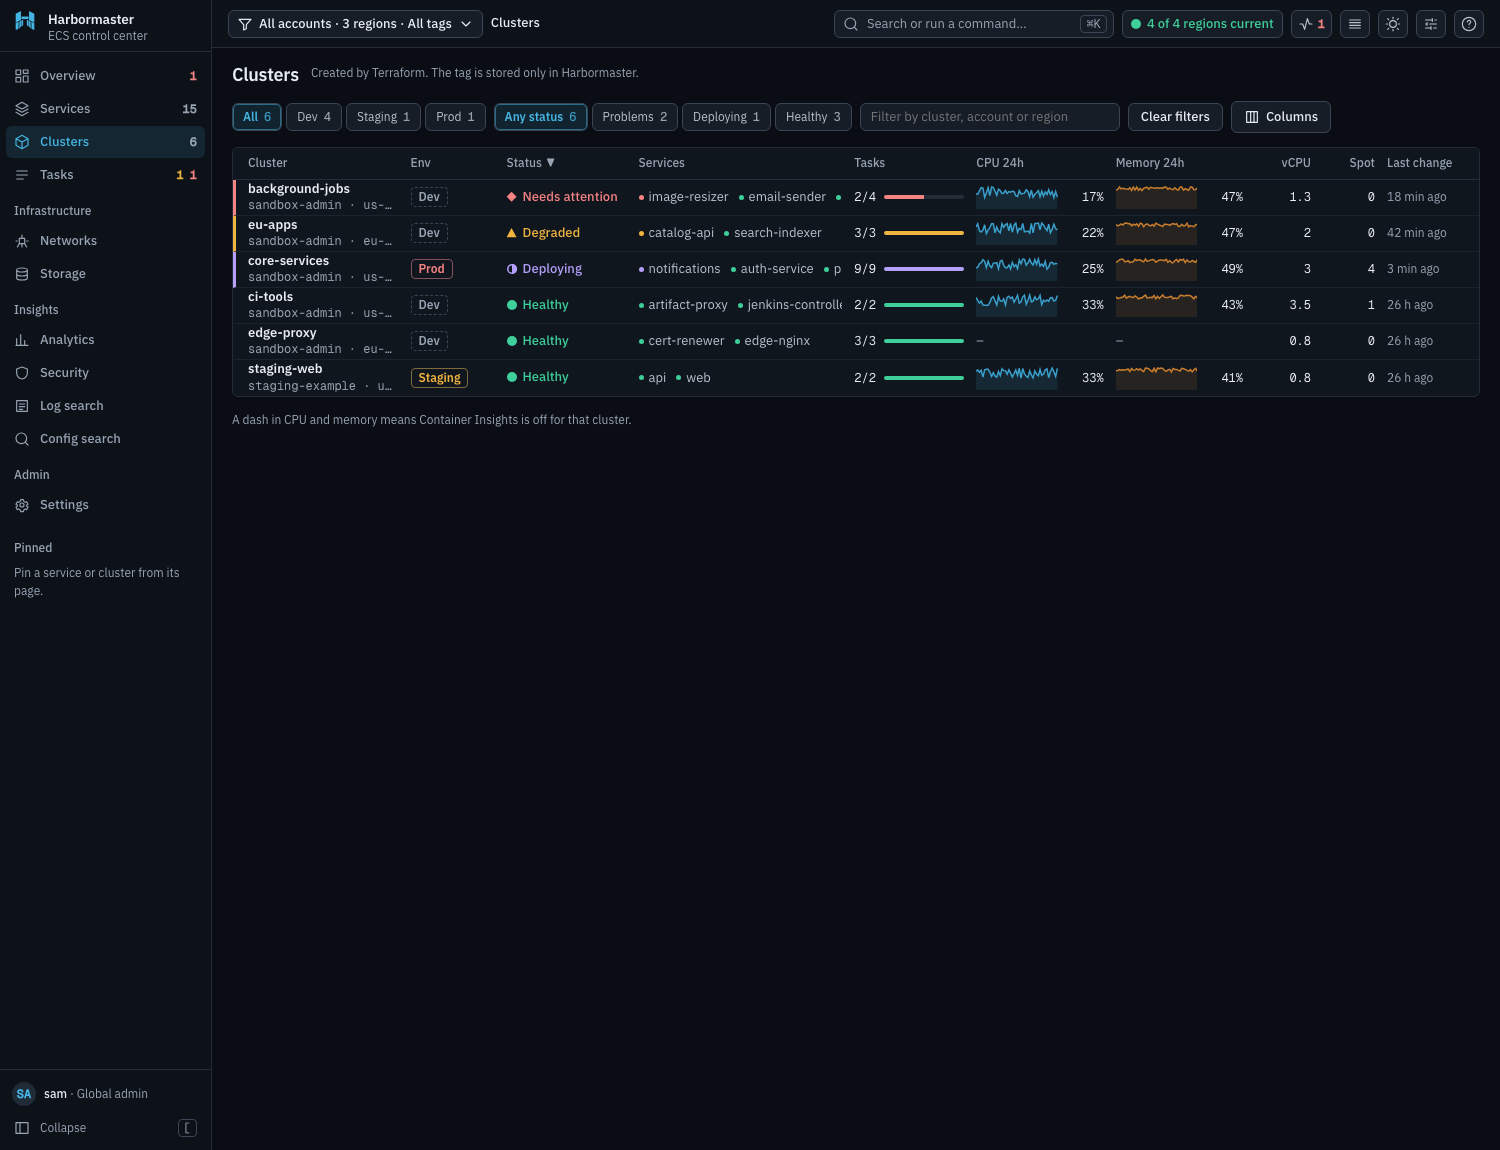 Harbormaster
ECS control center
All accounts · 3 regions · All tags
Clusters
Search or run a command...
⌘K
4 of 4 regions current
1
Overview 1
Services 15
Clusters 6
Tasks 1 1
Infrastructure
Networks
Storage
Insights
Analytics
Security
Log search
Config search
Admin
Settings
Pinned
Pin a service or cluster from its
page.
SA sam · Global admin
Collapse [
Clusters Created by Terraform. The tag is stored only in Harbormaster.
All 6 Dev 4 Staging 1 Prod 1 Any status 6 Problems 2 Deploying 1 Healthy 3 Filter by cluster, account or region Clear filters Columns
Cluster Env Status ▼ Services Tasks CPU 24h Memory 24h vCPU Spot Last change
background-jobs
sandbox-admin · us-… Dev Needs attention image-resizer email-sender 2/4 17% 47% 1.3 0 18 min ago
eu-apps
sandbox-admin · eu-… Dev Degraded catalog-api search-indexer 3/3 22% 47% 2 0 42 min ago
core-services
sandbox-admin · us-… Prod Deploying notifications auth-service p 9/9 25% 49% 3 4 3 min ago
ci-tools
sandbox-admin · us-… Dev Healthy artifact-proxy jenkins-controlle 2/2 33% 43% 3.5 1 26 h ago
edge-proxy
sandbox-admin · eu-… Dev Healthy cert-renewer edge-nginx 3/3 – – 0.8 0 26 h ago
staging-web
staging-example · u… Staging Healthy api web 2/2 33% 41% 0.8 0 26 h ago
A dash in CPU and memory means Container Insights is off for that cluster.